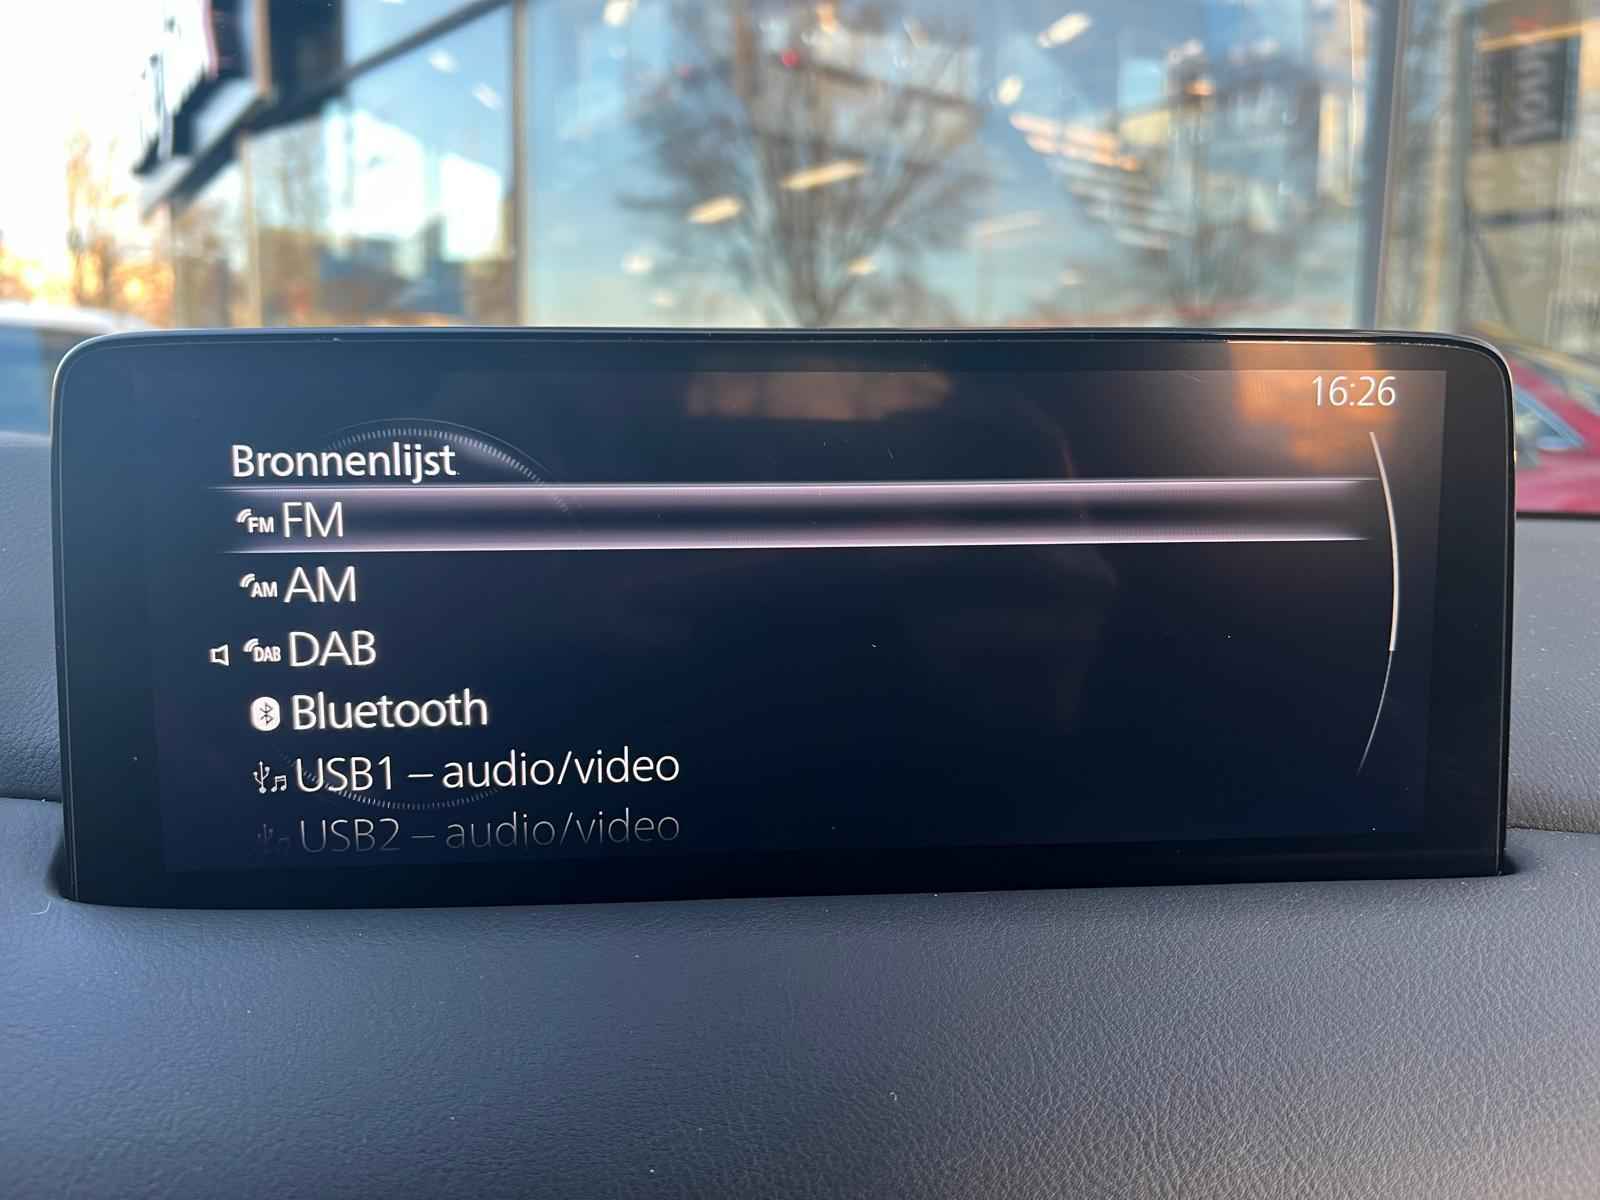 16:26
Bronnenlijst
FM FM
AM AM
DAB DAB
Bluetooth
USB1 – audio/video
USB2 – audio/video